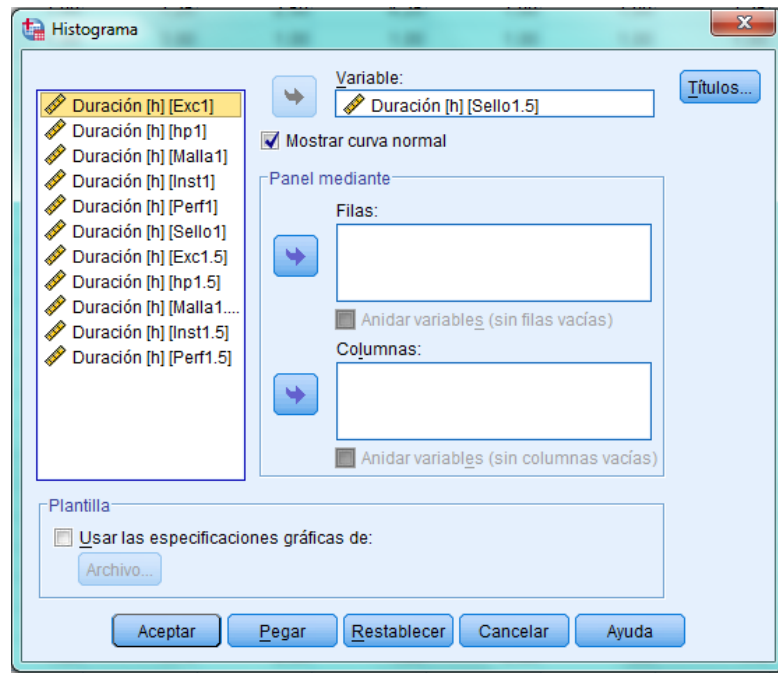 Histograma
Duración [h] [Exc1]
Duración [h] [hp1]
Duración [h] [Malla1]
Duración [h] [Inst1]
Duración [h] [Perf1]
Duración [h] [Sello1]
Duración [h] [Exc1.5]
Duración [h] [hp1.5]
Duración [h] [Malla1....
Duración [h] [Inst1.5]
Duración [h] [Perf1.5]
Variable:
Duración [h] [Sello1.5]
Títulos...
Mostrar curva normal
Panel mediante
Filas:
Anidar variables (sin filas vacías)
Columnas:
Anidar variables (sin columnas vacías)
Plantilla
Usar las especificaciones gráficas de:
Archivo...
Aceptar
Pegar
Restablecer
Cancelar
Ayuda